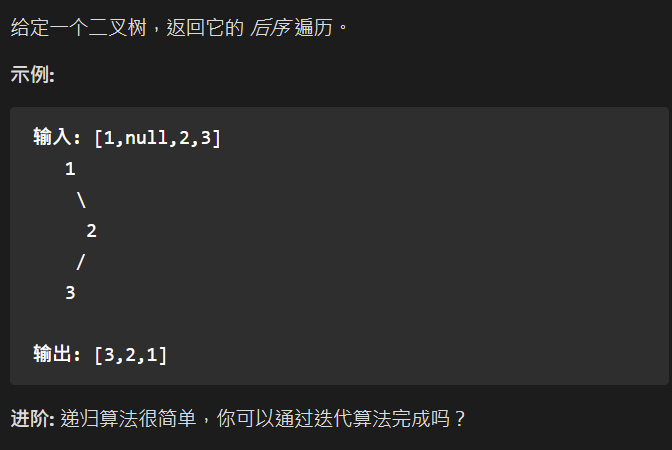 给定一个二叉树，返回它的 后序 遍历。
示例:
输入: [1,null,2,3]
1
\
2
/
3
输出: [3,2,1]
进阶: 递归算法很简单，你可以通过迭代算法完成吗？